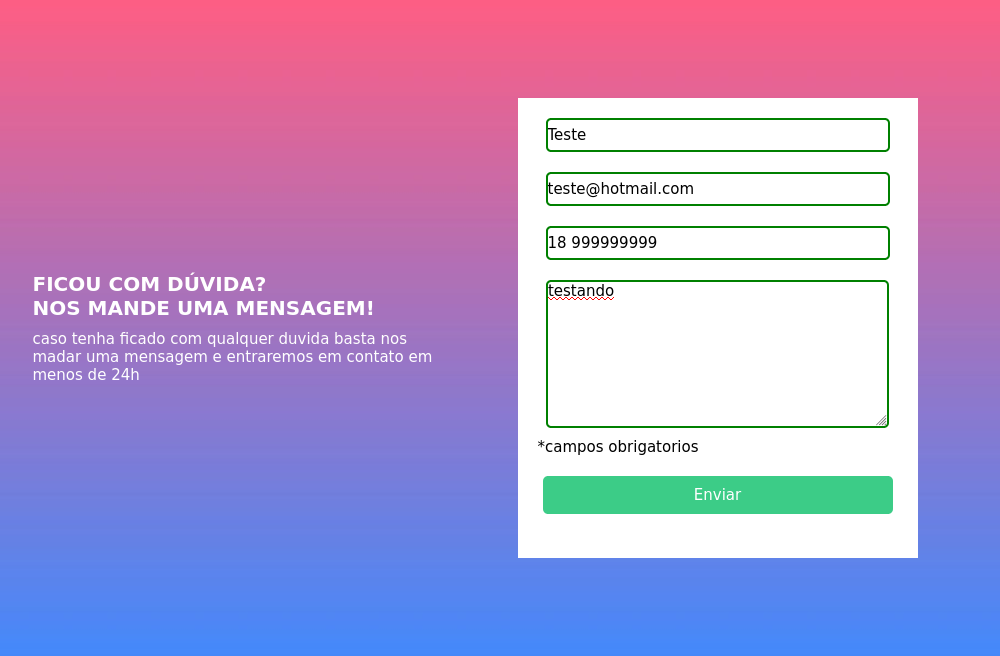 FICOU COM DÚVIDA?
NOS MANDE UMA MENSAGEM!
caso tenha ficado com qualquer duvida basta nos
madar uma mensagem e entraremos em contato em
menos de 24h
Teste
teste@hotmail.com
18 999999999
testando
*campos obrigatorios
Enviar